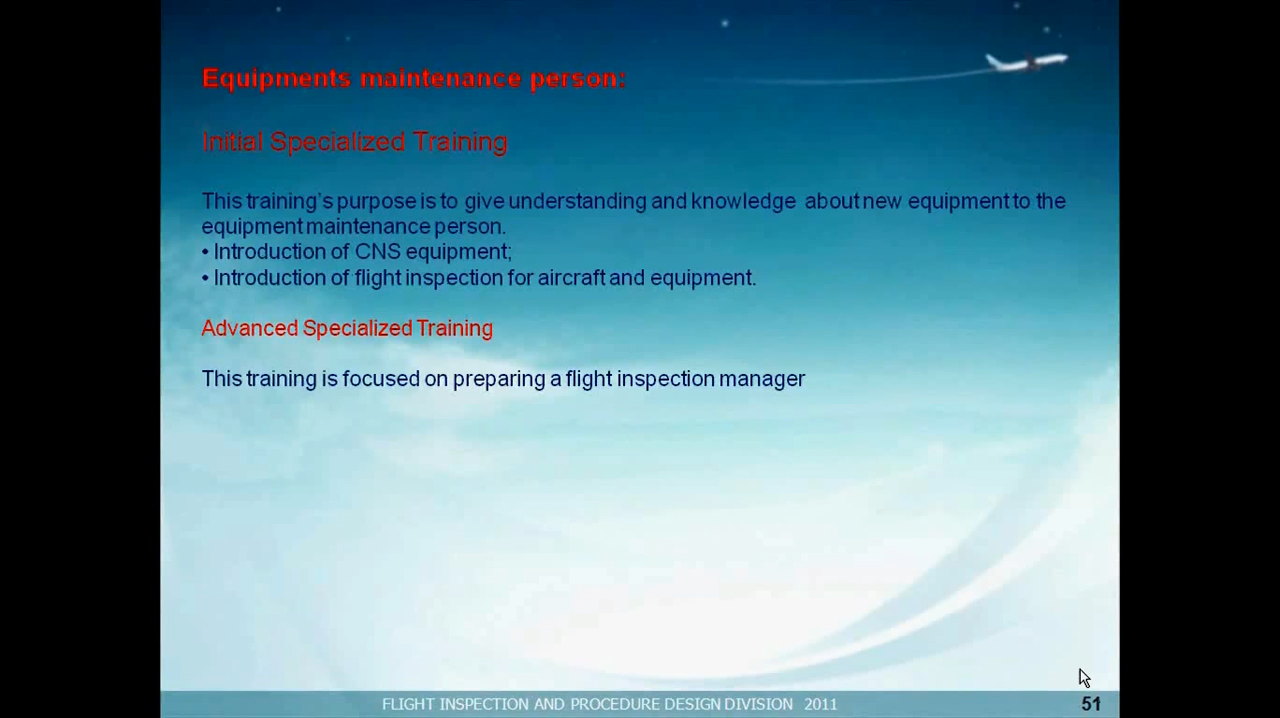 Equipments maintenance person:
Initial Specialized Training
This training's purpose is to give understanding and knowledge about new equipment to the
equipment maintenance person.
• Introduction of CNS equipment;
• Introduction of flight inspection for aircraft and equipment.
Advanced Specialized Training
This training is focused on preparing a flight inspection manager
FLIGHT INSPECTION AND PROCEDURE DESIGN DIVISION 2011
51